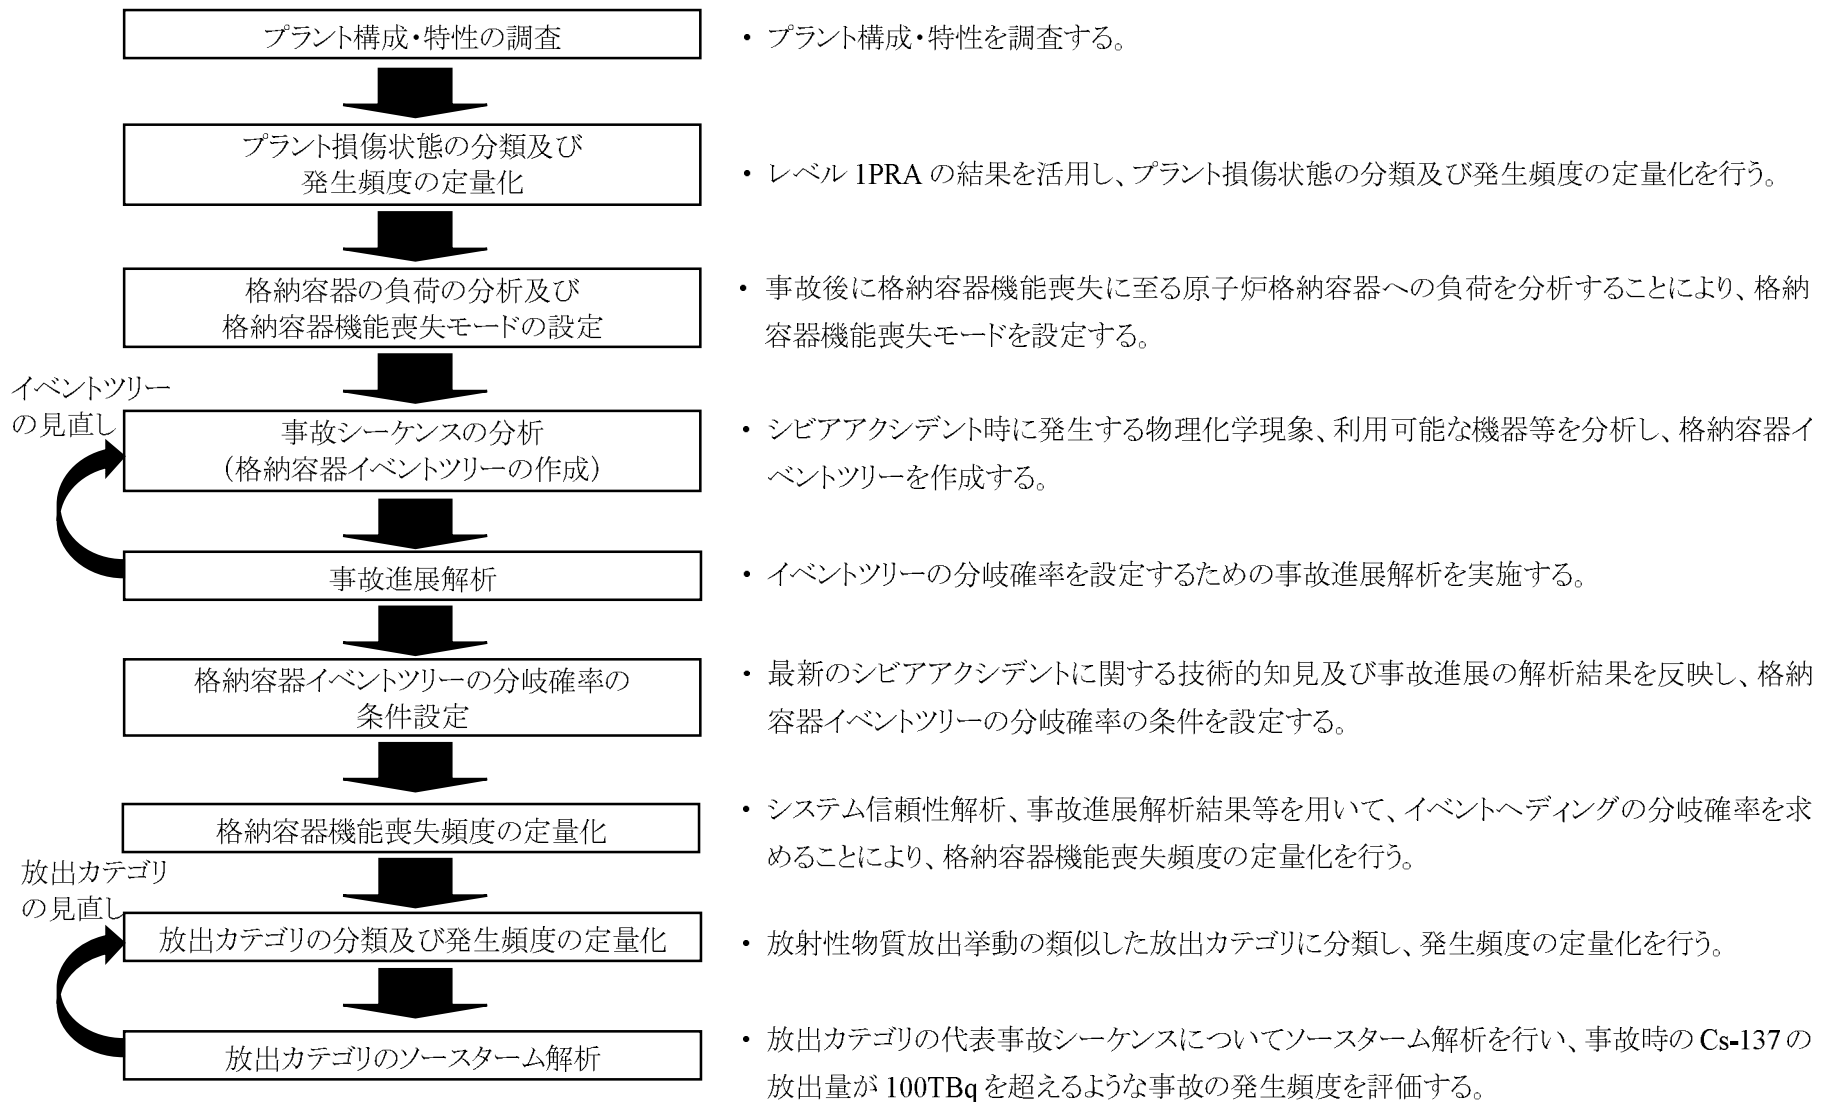 プラント構成・特性の調査
・ プラント構成・特性を調査する。
プラント損傷状態の分類及び
発生頻度の定量化
・ レベル 1PRA の結果を活用し、プラント損傷状態の分類及び発生頻度の定量化を行う。
格納容器の負荷の分析及び
格納容器機能喪失モードの設定
・ 事故後に格納容器機能喪失に至る原子炉格納容器への負荷を分析することにより、格納
容器機能喪失モードを設定する。
イベントツリー
の見直し
事故シーケンスの分析
(格納容器イベントツリーの作成)
・ シビアアクシデント時に発生する物理化学現象、利用可能な機器等を分析し、格納容器イ
ベントツリーを作成する。
事故進展解析
・ イベントツリーの分岐確率を設定するための事故進展解析を実施する。
格納容器イベントツリーの分岐確率の
条件設定
・ 最新のシビアアクシデントに関する技術的知見及び事故進展の解析結果を反映し、格納
容器イベントツリーの分岐確率の条件を設定する。
格納容器機能喪失頻度の定量化
・ システム信頼性解析、事故進展解析結果等を用いて、イベントヘディングの分岐確率を求
めることにより、格納容器機能喪失頻度の定量化を行う。
放出カテゴリ
の見直し
放出カテゴリの分類及び発生頻度の定量化
・ 放射性物質放出挙動の類似した放出カテゴリに分類し、発生頻度の定量化を行う。
放出カテゴリのソースターム解析
・ 放出カテゴリの代表事故シーケンスについてソースターム解析を行い、事故時の Cs-137 の
放出量が 100TBq を超えるような事故の発生頻度を評価する。